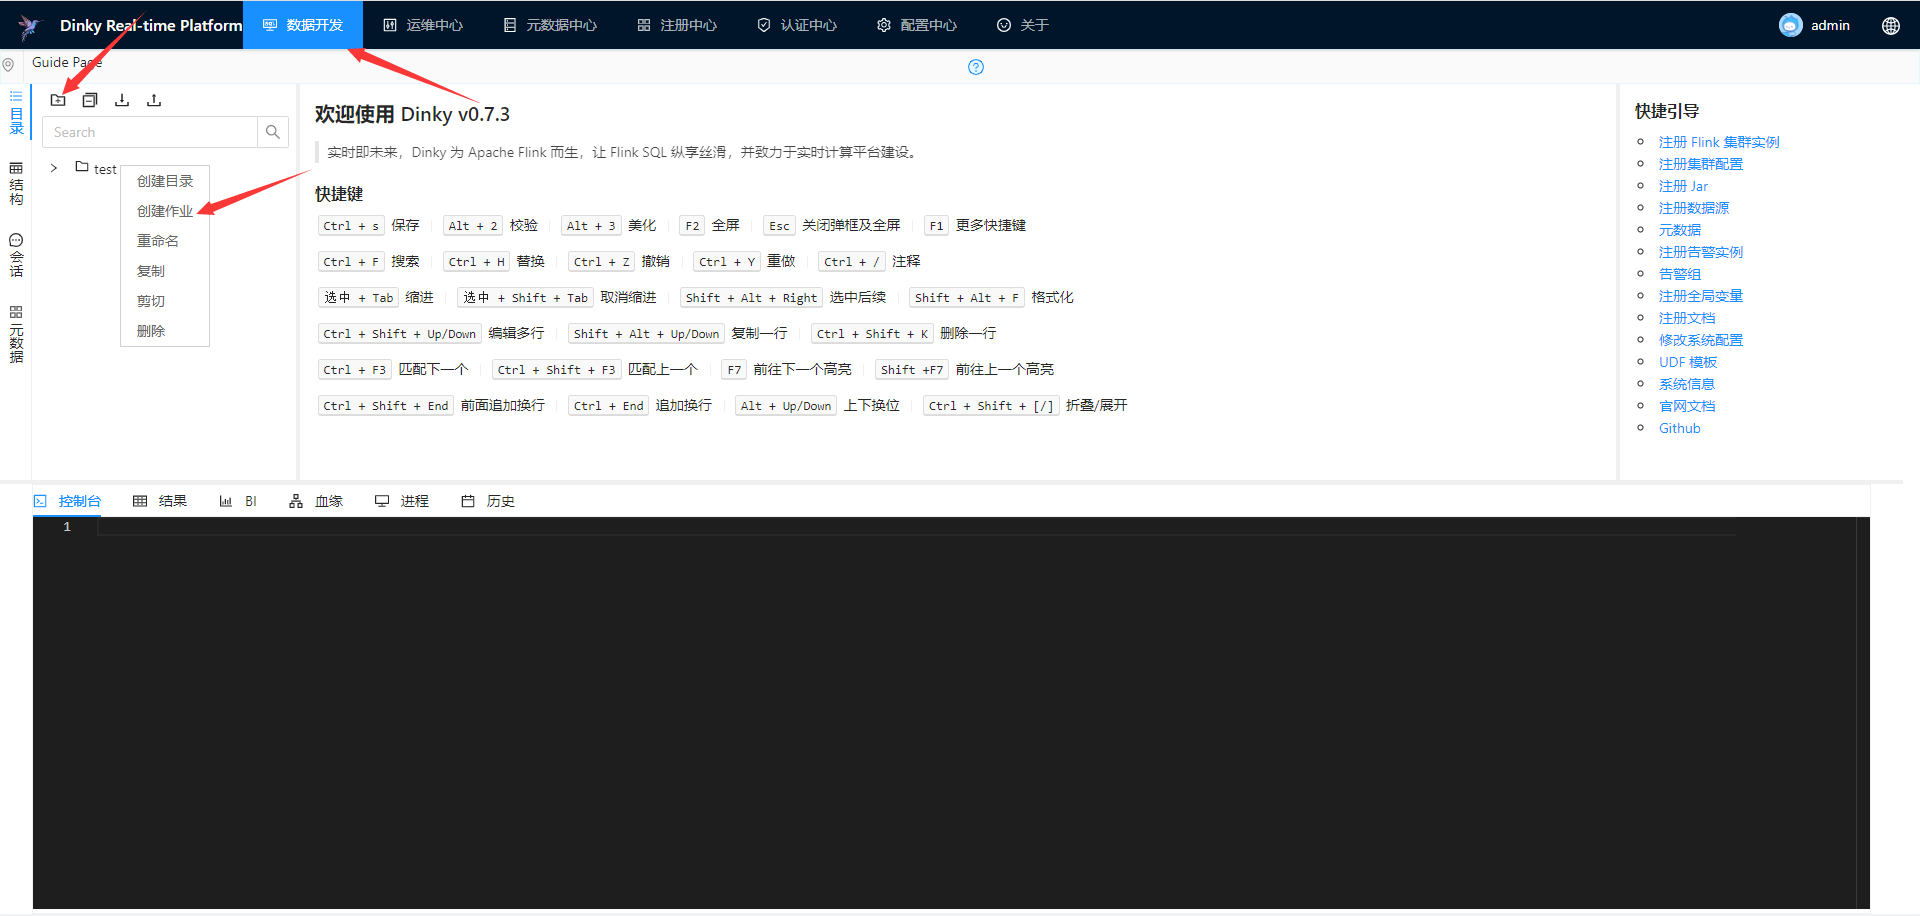 Dinky Real-time Platform 数据开发 运维中心 元数据中心 注册中心 认证中心 配置中心 关于 admin
Guide Page
目录
结构
会话
元数据
Search
test
创建目录
创建作业
重命名
复制
剪切
删除
欢迎使用 Dinky v0.7.3
实时即未来，Dinky 为 Apache Flink 而生，让 Flink SQL 纵享丝滑，并致力于实时计算平台建设。
快捷键
Ctrl + s 保存 Alt + 2 校验 Alt + 3 美化 F2 全屏 Esc 关闭弹框及全屏 F1 更多快捷键
Ctrl + F 搜索 Ctrl + H 替换 Ctrl + Z 撤销 Ctrl + Y 重做 Ctrl + / 注释
选中 + Tab 缩进 选中 + Shift + Tab 取消缩进 Shift + Alt + Right 选中后续 Shift + Alt + F 格式化
Ctrl + Shift + Up/Down 编辑多行 Shift + Alt + Up/Down 复制一行 Ctrl + Shift + K 删除一行
Ctrl + F3 匹配下一个 Ctrl + Shift + F3 匹配上一个 F7 前往下一个高亮 Shift +F7 前往上一个高亮
Ctrl + Shift + End 前面追加换行 Ctrl + End 追加换行 Alt + Up/Down 上下换位 Ctrl + Shift + [/] 折叠/展开
快捷引导
注册 Flink 集群实例
注册集群配置
注册 Jar
注册数据源
元数据
注册告警实例
告警组
注册全局变量
注册文档
修改系统配置
UDF 模板
系统信息
官网文档
Github
控制台 结果 BI 血缘 进程 历史
1